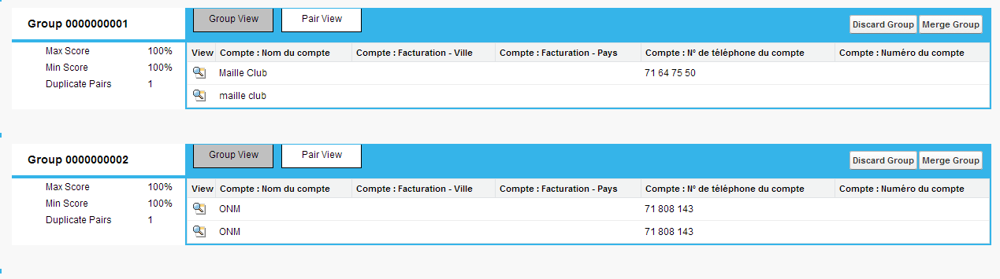 Group 0000000001
Group View Pair View Discard Group Merge Group
Max Score 100%
Min Score 100%
Duplicate Pairs 1
View Compte : Nom du compte Compte : Facturation - Ville Compte : Facturation - Pays Compte : N° de téléphone du compte Compte : Numéro du compte
Maille Club 71 64 75 50
maille club
Group 0000000002
Group View Pair View Discard Group Merge Group
Max Score 100%
Min Score 100%
Duplicate Pairs 1
View Compte : Nom du compte Compte : Facturation - Ville Compte : Facturation - Pays Compte : N° de téléphone du compte Compte : Numéro du compte
ONM 71 808 143
ONM 71 808 143